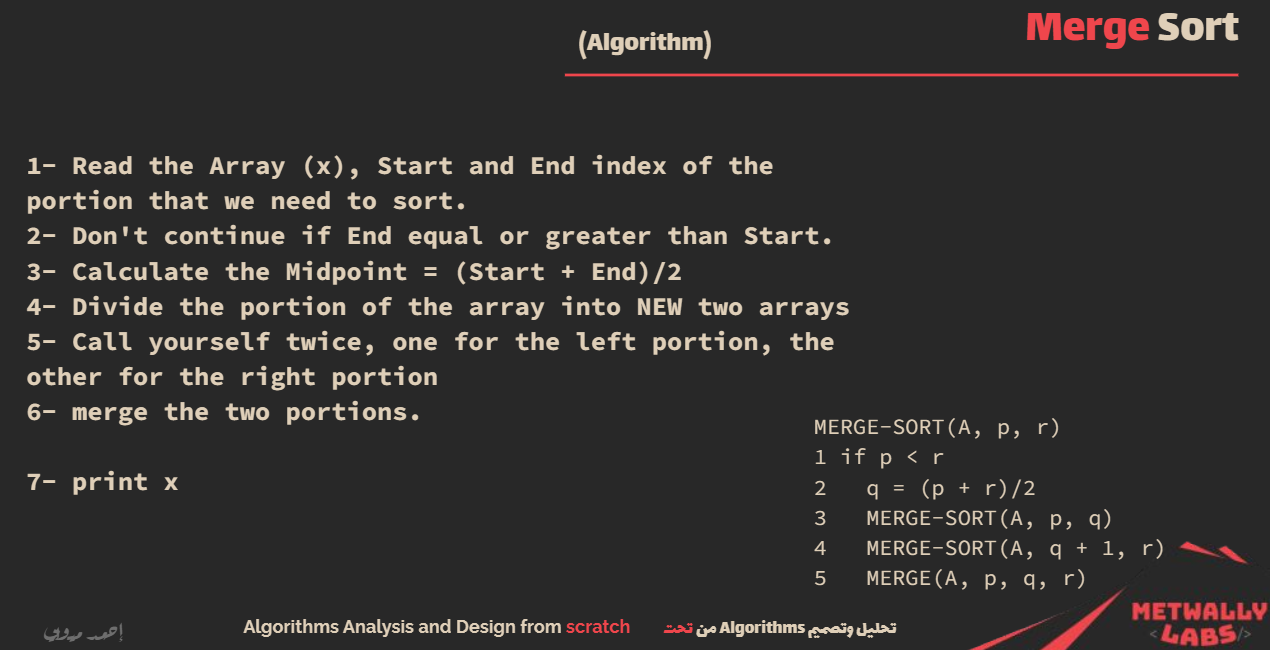 Merge Sort
(Algorithm)
1- Read the Array (x), Start and End index of the
portion that we need to sort.
2- Don't continue if End equal or greater than Start.
3- Calculate the Midpoint = (Start + End)/2
4- Divide the portion of the array into NEW two arrays
5- Call yourself twice, one for the left portion, the
other for the right portion
6- merge the two portions.
7- print x
MERGE-SORT(A, p, r)
1 if p < r
2   q = (p + r)/2
3   MERGE-SORT(A, p, q)
4   MERGE-SORT(A, q + 1, r)
5   MERGE(A, p, q, r)
Algorithms Analysis and Design from scratch
تحليل وتصميم Algorithms من تحت
METWALLY
<LABS/>